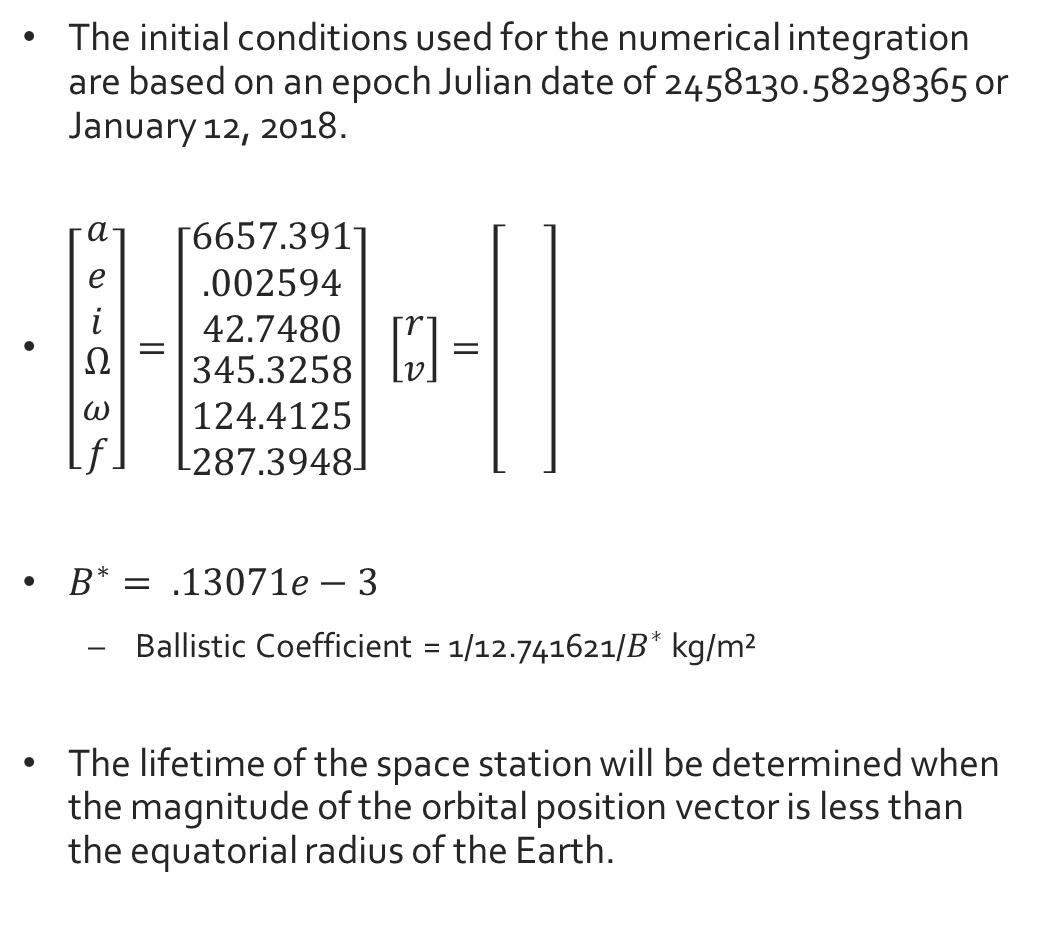 • The initial conditions used for the numerical integration
are based on an epoch Julian date of 2458130.58298365 or
January 12, 2018.
• [a e i Ω ω f] = [6657.391 .002594 42.7480 345.3258 124.4125 287.3948] [r v] = [ ]
• B* = .13071e − 3
– Ballistic Coefficient = 1/12.741621/B* kg/m²
• The lifetime of the space station will be determined when
the magnitude of the orbital position vector is less than
the equatorial radius of the Earth.